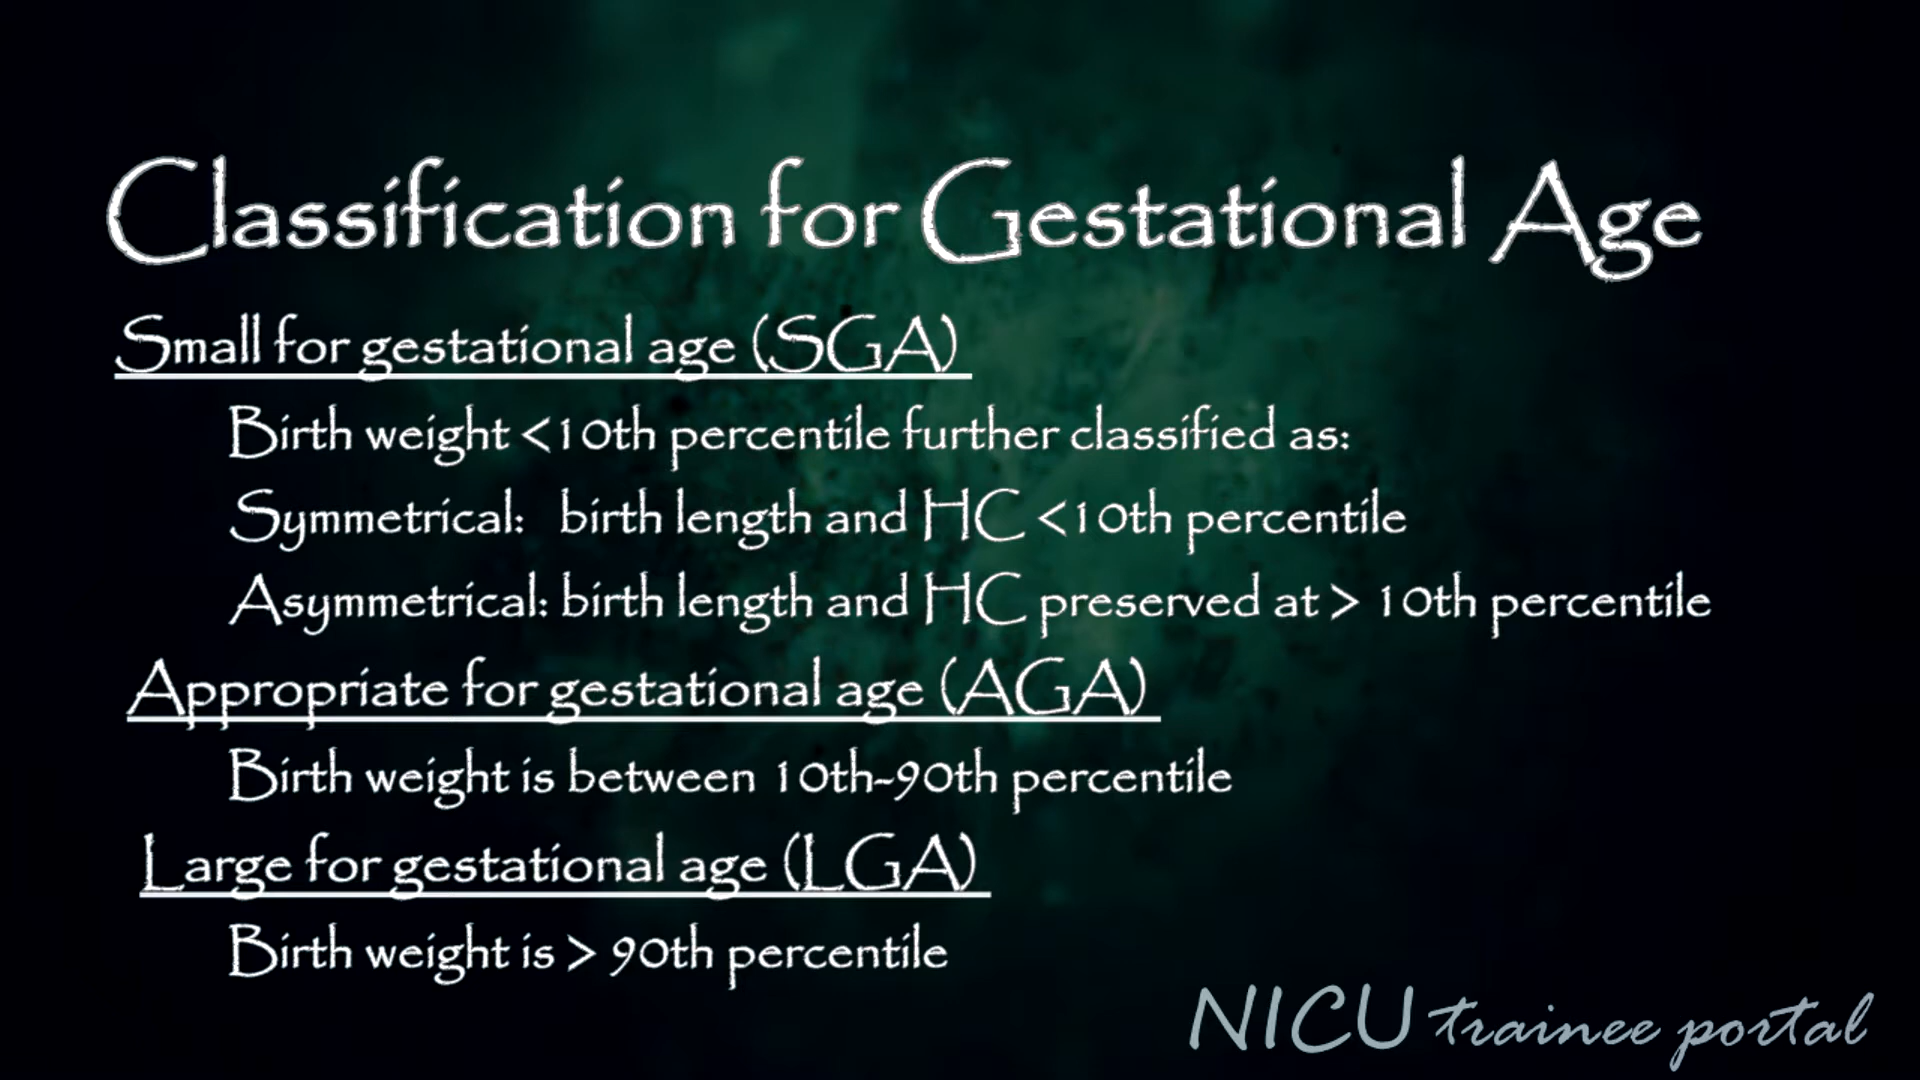 Classification for Gestational Age
Small for gestational age (SGA)
Birth weight <10th percentile further classified as:
Symmetrical: birth length and HC <10th percentile
Asymmetrical: birth length and HC preserved at > 10th percentile
Appropriate for gestational age (AGA)
Birth weight is between 10th-90th percentile
Large for gestational age (LGA)
Birth weight is > 90th percentile
NICU trainee portal